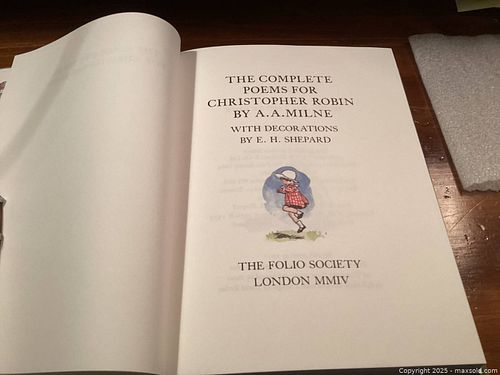 THE COMPLETE
POEMS FOR
CHRISTOPHER ROBIN
BY A.A.MILNE
WITH DECORATIONS
BY E. H. SHEPARD
THE FOLIO SOCIETY
LONDON MMIV
Copyright 2025 - maxsold.com